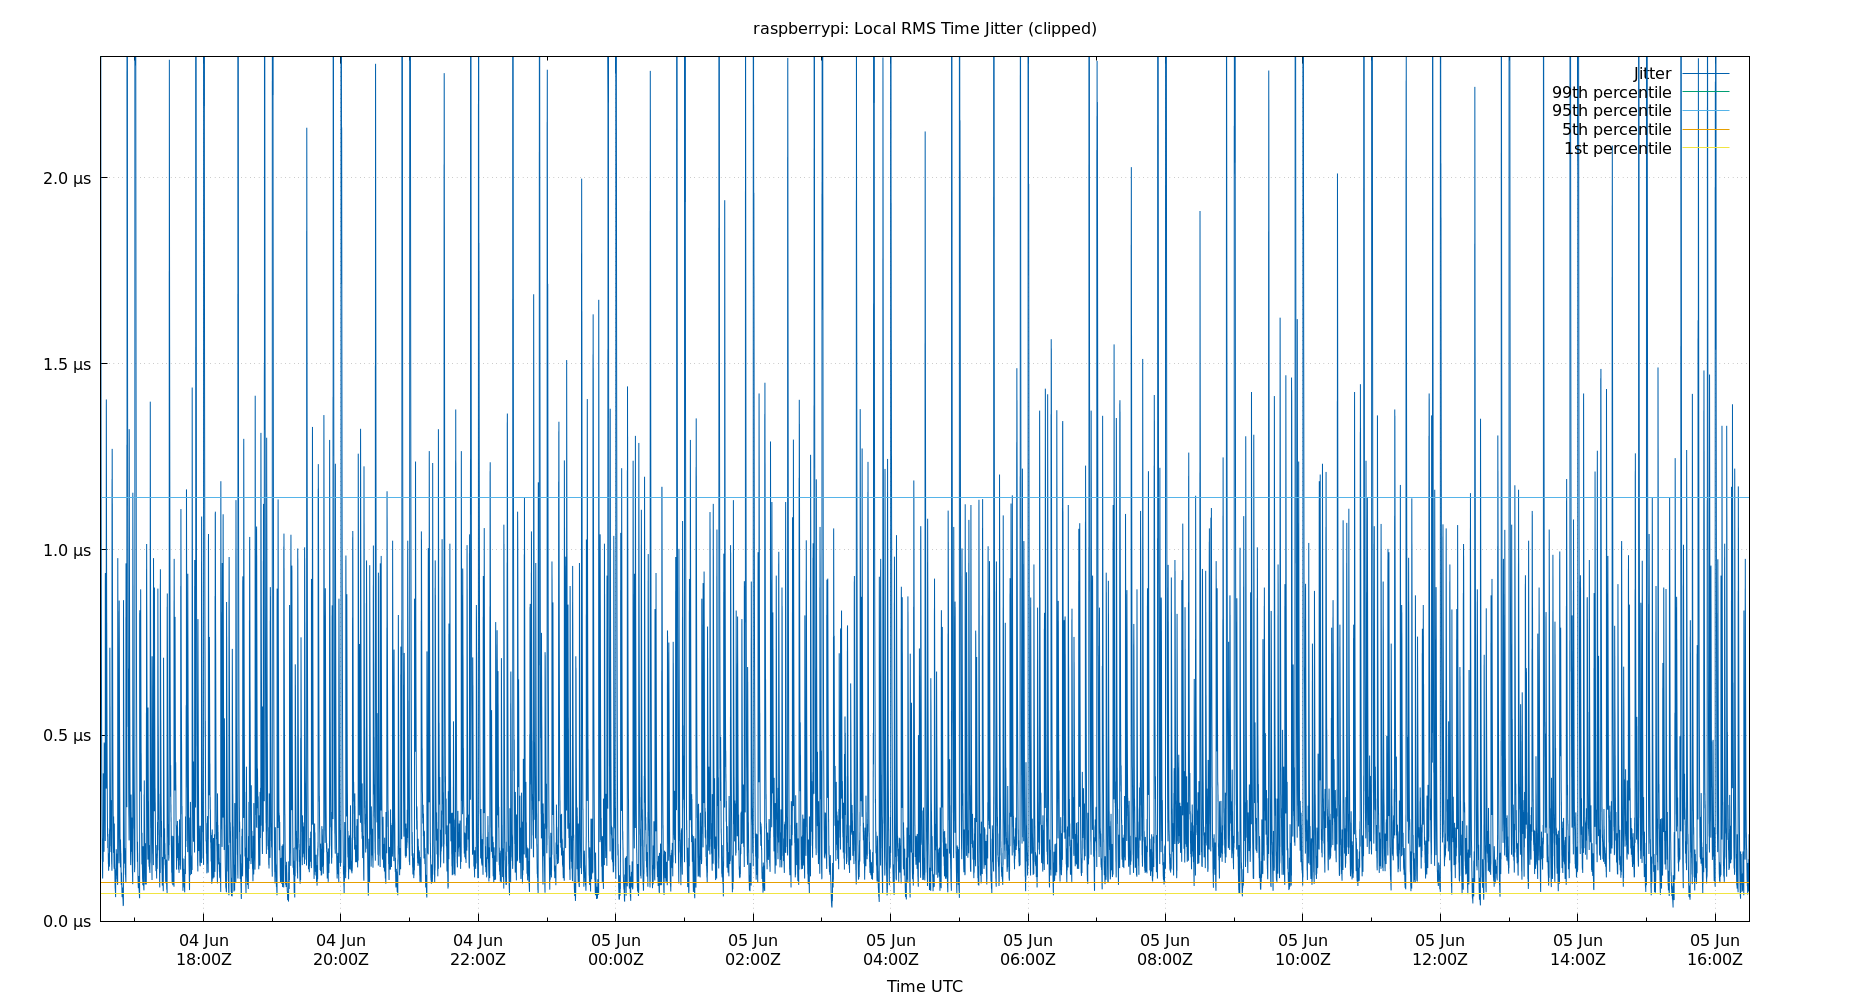 raspberrypi: Local RMS Time Jitter (clipped)
Jitter
99th percentile
95th percentile
5th percentile
1st percentile
2.0 µs
1.5 µs
1.0 µs
0.5 µs
0.0 µs
04 Jun 04 Jun 04 Jun 05 Jun 05 Jun 05 Jun 05 Jun 05 Jun 05 Jun 05 Jun 05 Jun 05 Jun
18:00Z 20:00Z 22:00Z 00:00Z 02:00Z 04:00Z 06:00Z 08:00Z 10:00Z 12:00Z 14:00Z 16:00Z
Time UTC